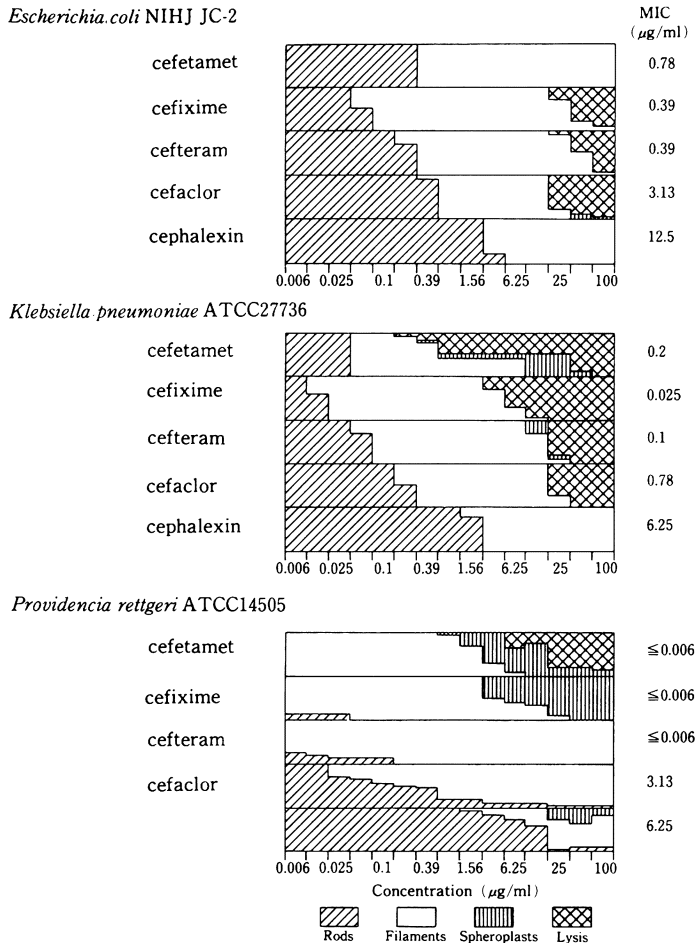 Escherichia.coli NIHJ JC-2
MIC
(μg/ml)
cefetamet 0.78
cefixime 0.39
cefteram 0.39
cefaclor 3.13
cephalexin 12.5
0.006 0.025 0.1 0.39 1.56 6.25 25 100
Klebsiella pneumoniae ATCC27736
cefetamet 0.2
cefixime 0.025
cefteram 0.1
cefaclor 0.78
cephalexin 6.25
0.006 0.025 0.1 0.39 1.56 6.25 25 100
Providencia rettgeri ATCC14505
cefetamet ≦0.006
cefixime ≦0.006
cefteram ≦0.006
cefaclor 3.13
6.25
0.006 0.025 0.1 0.39 1.56 6.25 25 100
Concentration (μg/ml)
Rods Filaments Spheroplasts Lysis